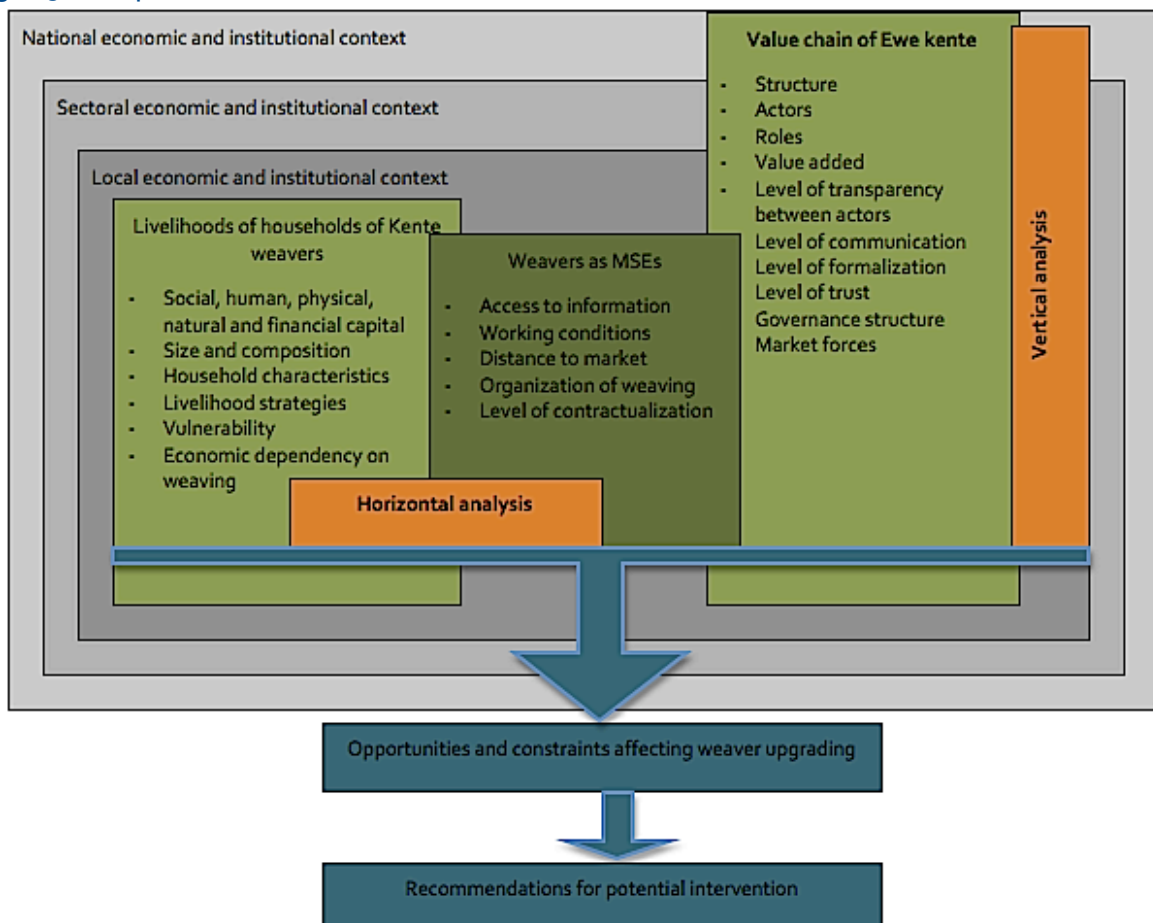 National economic and institutional context
Sectoral economic and institutional context
Local economic and institutional context
Livelihoods of households of Kente
weavers
- Social, human, physical,
natural and financial capital
- Size and composition
- Household characteristics
- Livelihood strategies
- Vulnerability
- Economic dependency on
weaving
Weavers as MSEs
- Access to information
- Working conditions
- Distance to market
- Organization of weaving
- Level of contractualization
Horizontal analysis
Value chain of Ewe kente
- Structure
- Actors
- Roles
- Value added
- Level of transparency
between actors
Level of communication
Level of formalization
Level of trust
Governance structure
Market forces
Vertical analysis
Opportunities and constraints affecting weaver upgrading
Recommendations for potential intervention